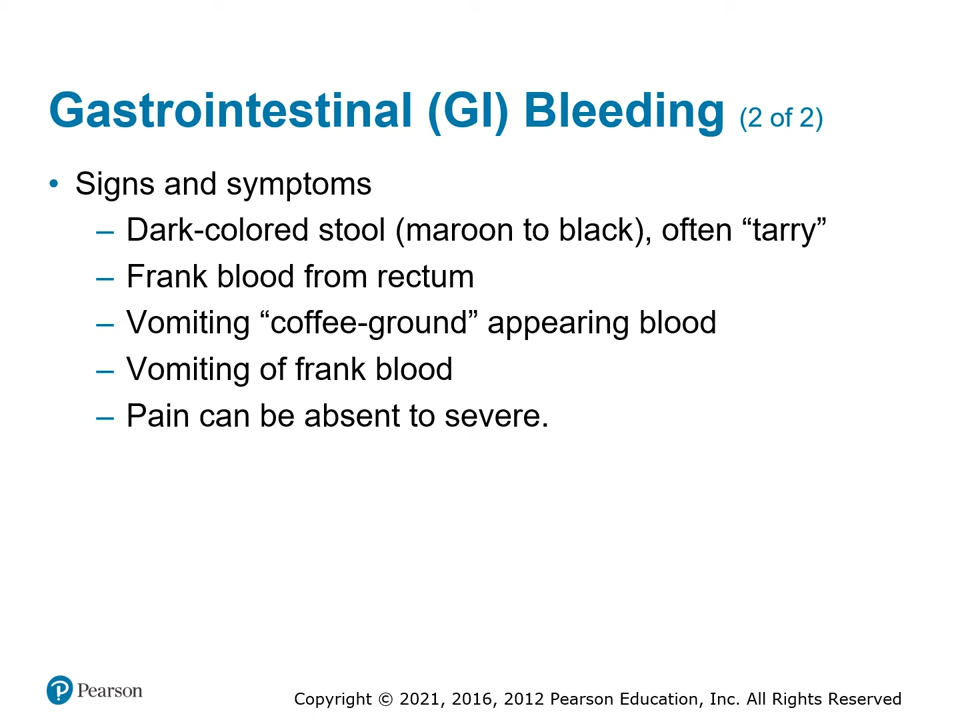 Gastrointestinal (GI) Bleeding (2 of 2)
• Signs and symptoms
– Dark-colored stool (maroon to black), often “tarry”
– Frank blood from rectum
– Vomiting “coffee-ground” appearing blood
– Vomiting of frank blood
– Pain can be absent to severe.
Pearson
Copyright © 2021, 2016, 2012 Pearson Education, Inc. All Rights Reserved